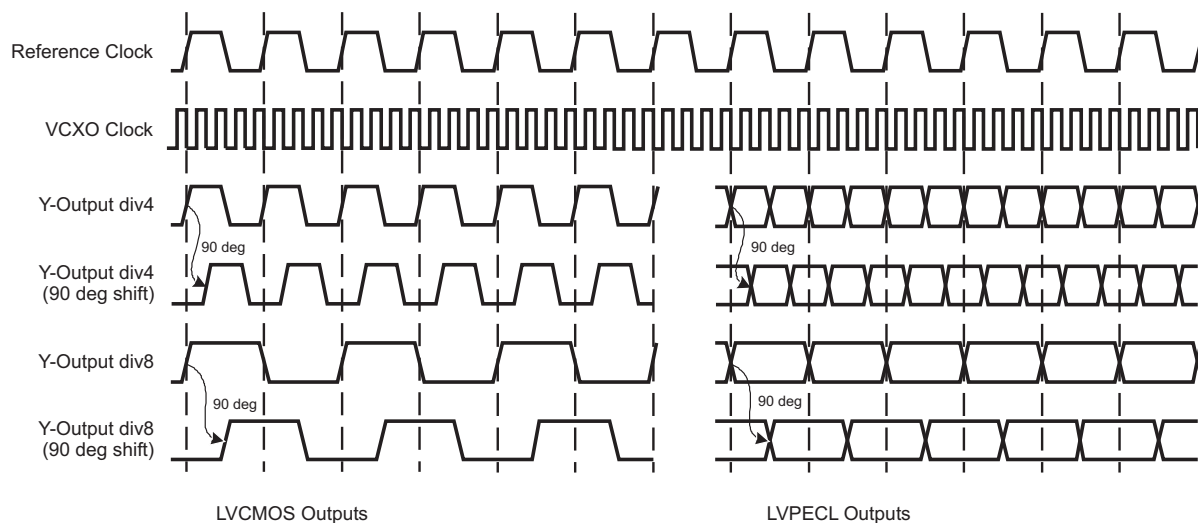 Reference Clock
VCXO Clock
Y-Output div4
90 deg
90 deg
Y-Output div4
(90 deg shift)
Y-Output div8
90 deg
90 deg
Y-Output div8
(90 deg shift)
LVCMOS Outputs
LVPECL Outputs